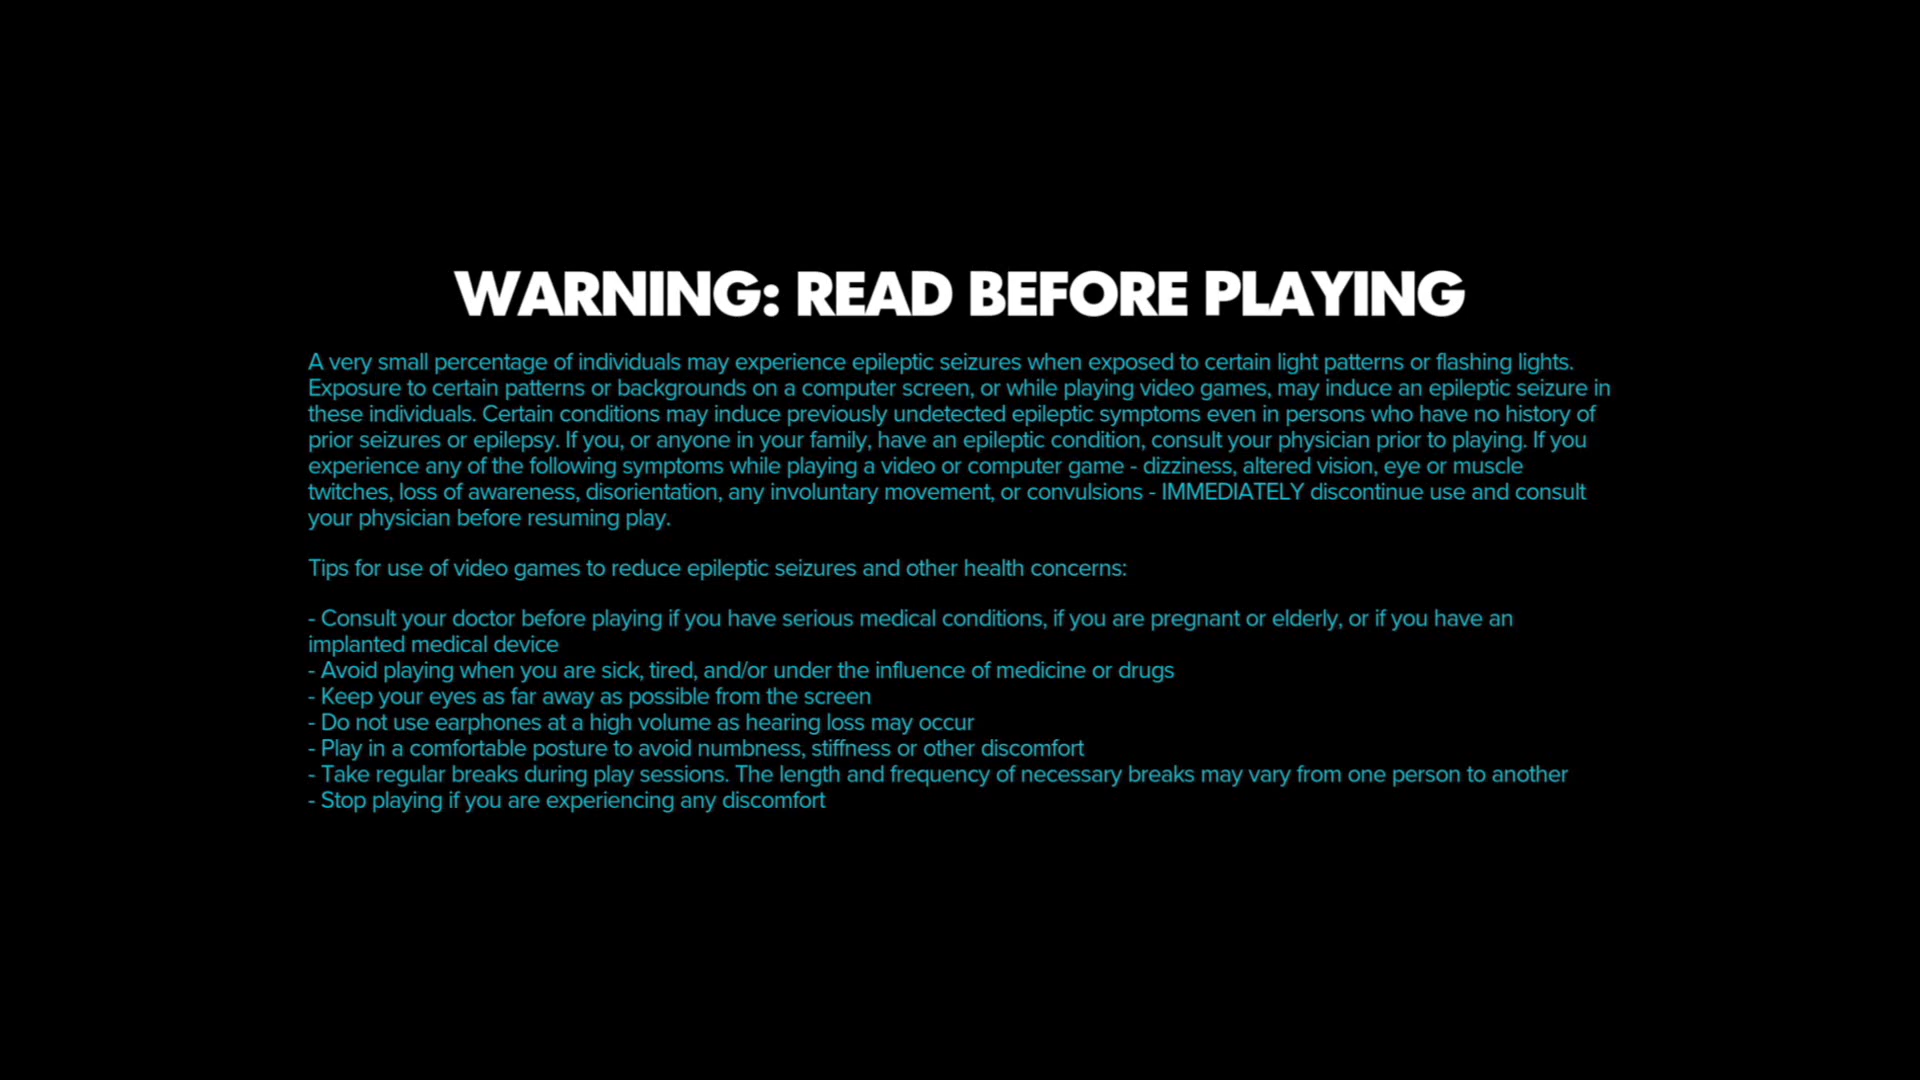 WARNING: READ BEFORE PLAYING
A very small percentage of individuals may experience epileptic seizures when exposed to certain light patterns or flashing lights.
Exposure to certain patterns or backgrounds on a computer screen, or while playing video games, may induce an epileptic seizure in
these individuals. Certain conditions may induce previously undetected epileptic symptoms even in persons who have no history of
prior seizures or epilepsy. If you, or anyone in your family, have an epileptic condition, consult your physician prior to playing. If you
experience any of the following symptoms while playing a video or computer game - dizziness, altered vision, eye or muscle
twitches, loss of awareness, disorientation, any involuntary movement, or convulsions - IMMEDIATELY discontinue use and consult
your physician before resuming play.
Tips for use of video games to reduce epileptic seizures and other health concerns:
- Consult your doctor before playing if you have serious medical conditions, if you are pregnant or elderly, or if you have an
implanted medical device
- Avoid playing when you are sick, tired, and/or under the influence of medicine or drugs
- Keep your eyes as far away as possible from the screen
- Do not use earphones at a high volume as hearing loss may occur
- Play in a comfortable posture to avoid numbness, stiffness or other discomfort
- Take regular breaks during play sessions. The length and frequency of necessary breaks may vary from one person to another
- Stop playing if you are experiencing any discomfort